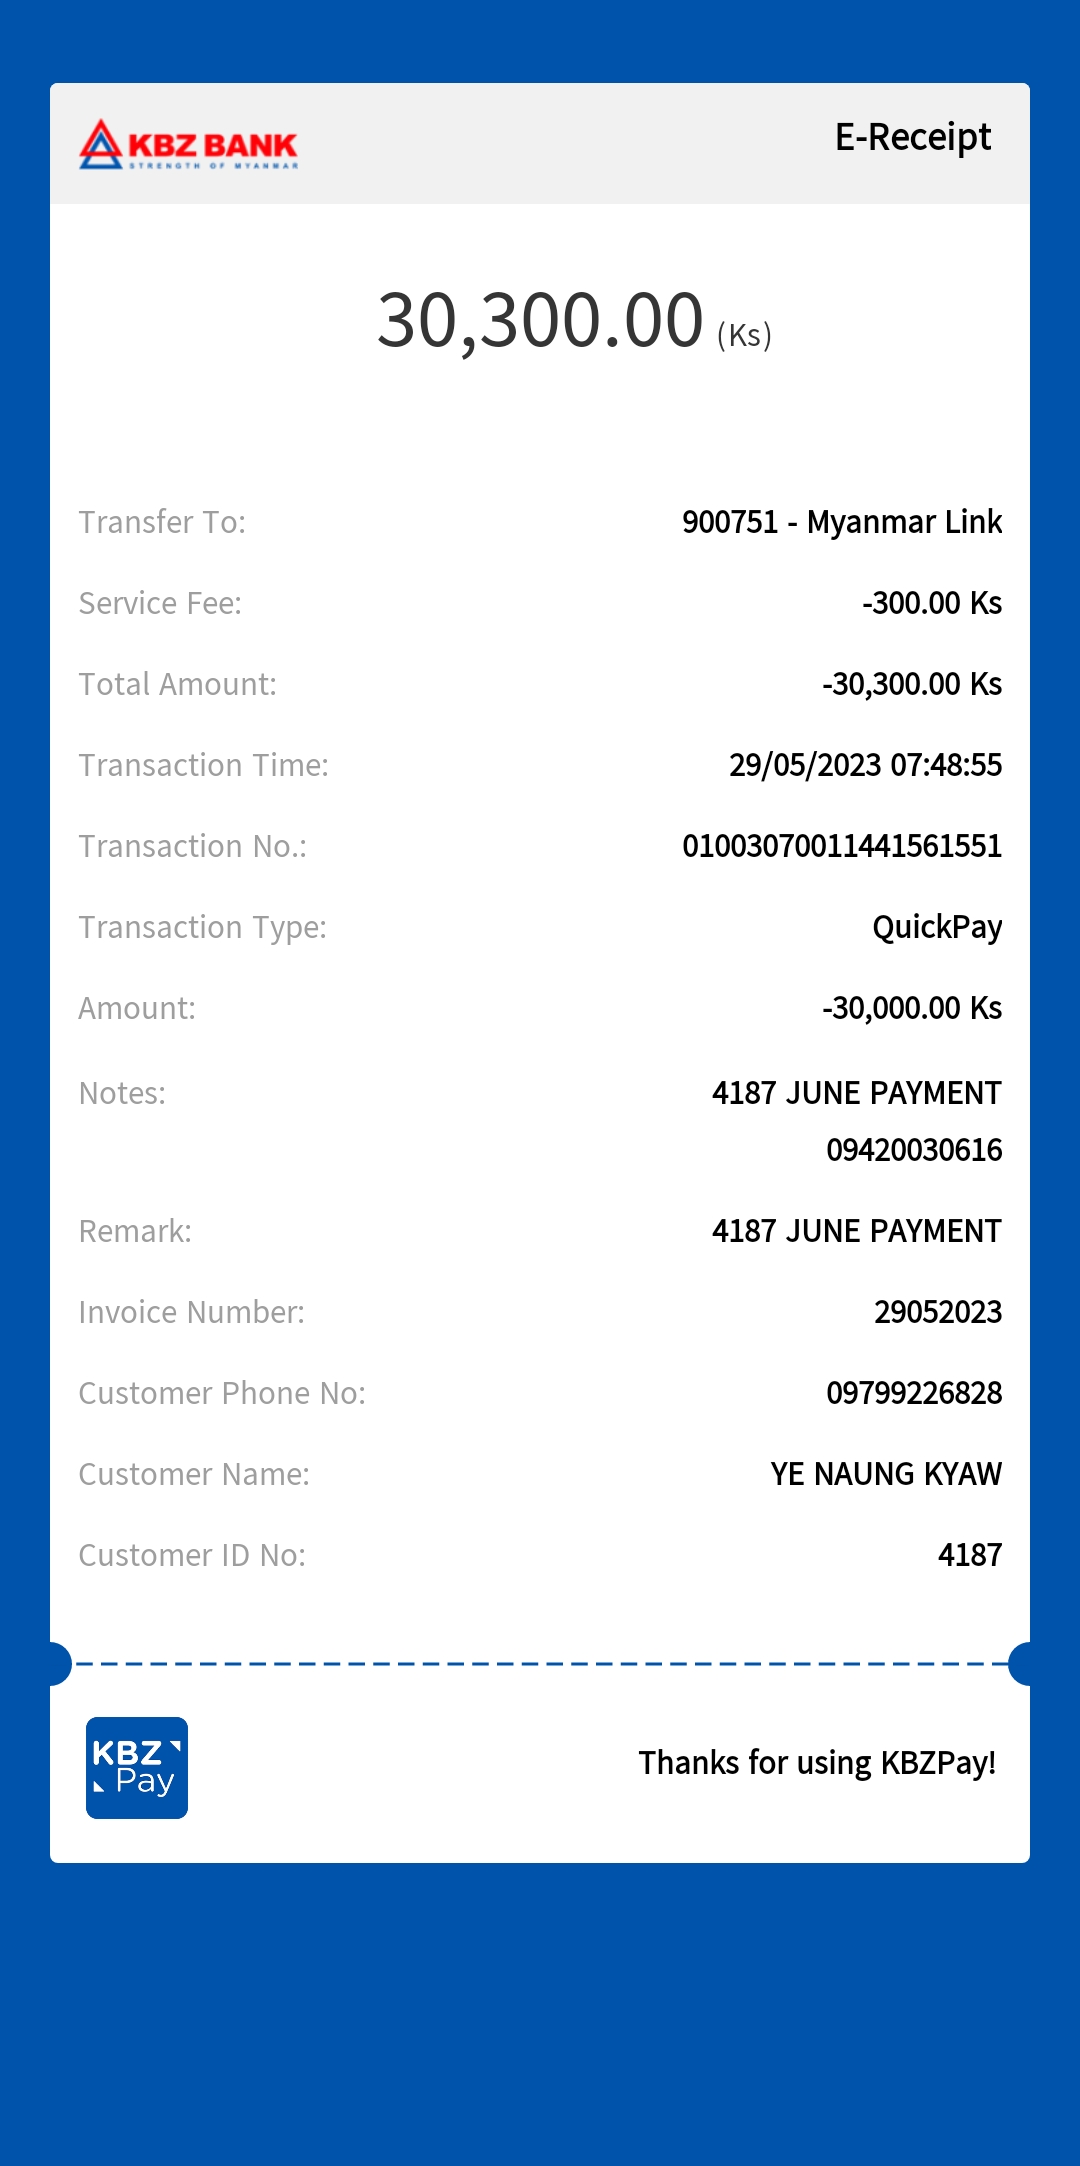 KBZ BANK
STRENGTH OF MYANMAR
E-Receipt
30,300.00 (Ks)
Transfer To: 900751 - Myanmar Link
Service Fee: -300.00 Ks
Total Amount: -30,300.00 Ks
Transaction Time: 29/05/2023 07:48:55
Transaction No.: 01003070011441561551
Transaction Type: QuickPay
Amount: -30,000.00 Ks
Notes: 4187 JUNE PAYMENT
09420030616
Remark: 4187 JUNE PAYMENT
Invoice Number: 29052023
Customer Phone No: 09799226828
Customer Name: YE NAUNG KYAW
Customer ID No: 4187
KBZ
Pay
Thanks for using KBZPay!